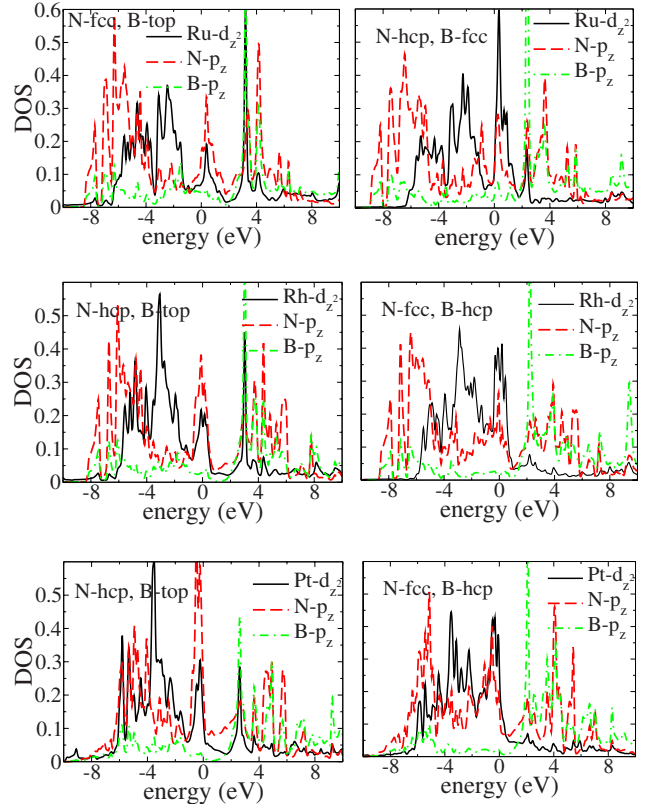 N-fcc, B-top
Ru-d_z²
N-p_z
B-p_z
DOS
0.6
0.5
0.4
0.3
0.2
0.1
0
-8 -4 0 4 8
energy (eV)
N-hcp, B-fcc
Ru-d_z²
N-p_z
B-p_z
-8 -4 0 4 8
energy (eV)
N-hcp, B-top
Rh-d_z²
N-p_z
B-p_z
DOS
0.5
0.4
0.3
0.2
0.1
0
-8 -4 0 4 8
energy (eV)
N-fcc, B-hcp
Rh-d_z²
N-p_z
B-p_z
-8 -4 0 4 8
energy (eV)
N-hcp, B-top
Pt-d_z²
N-p_z
B-p_z
DOS
0.5
0.4
0.3
0.2
0.1
0
-8 -4 0 4 8
energy (eV)
N-fcc, B-hcp
Pt-d_z²
N-p_z
B-p_z
-8 -4 0 4 8
energy (eV)